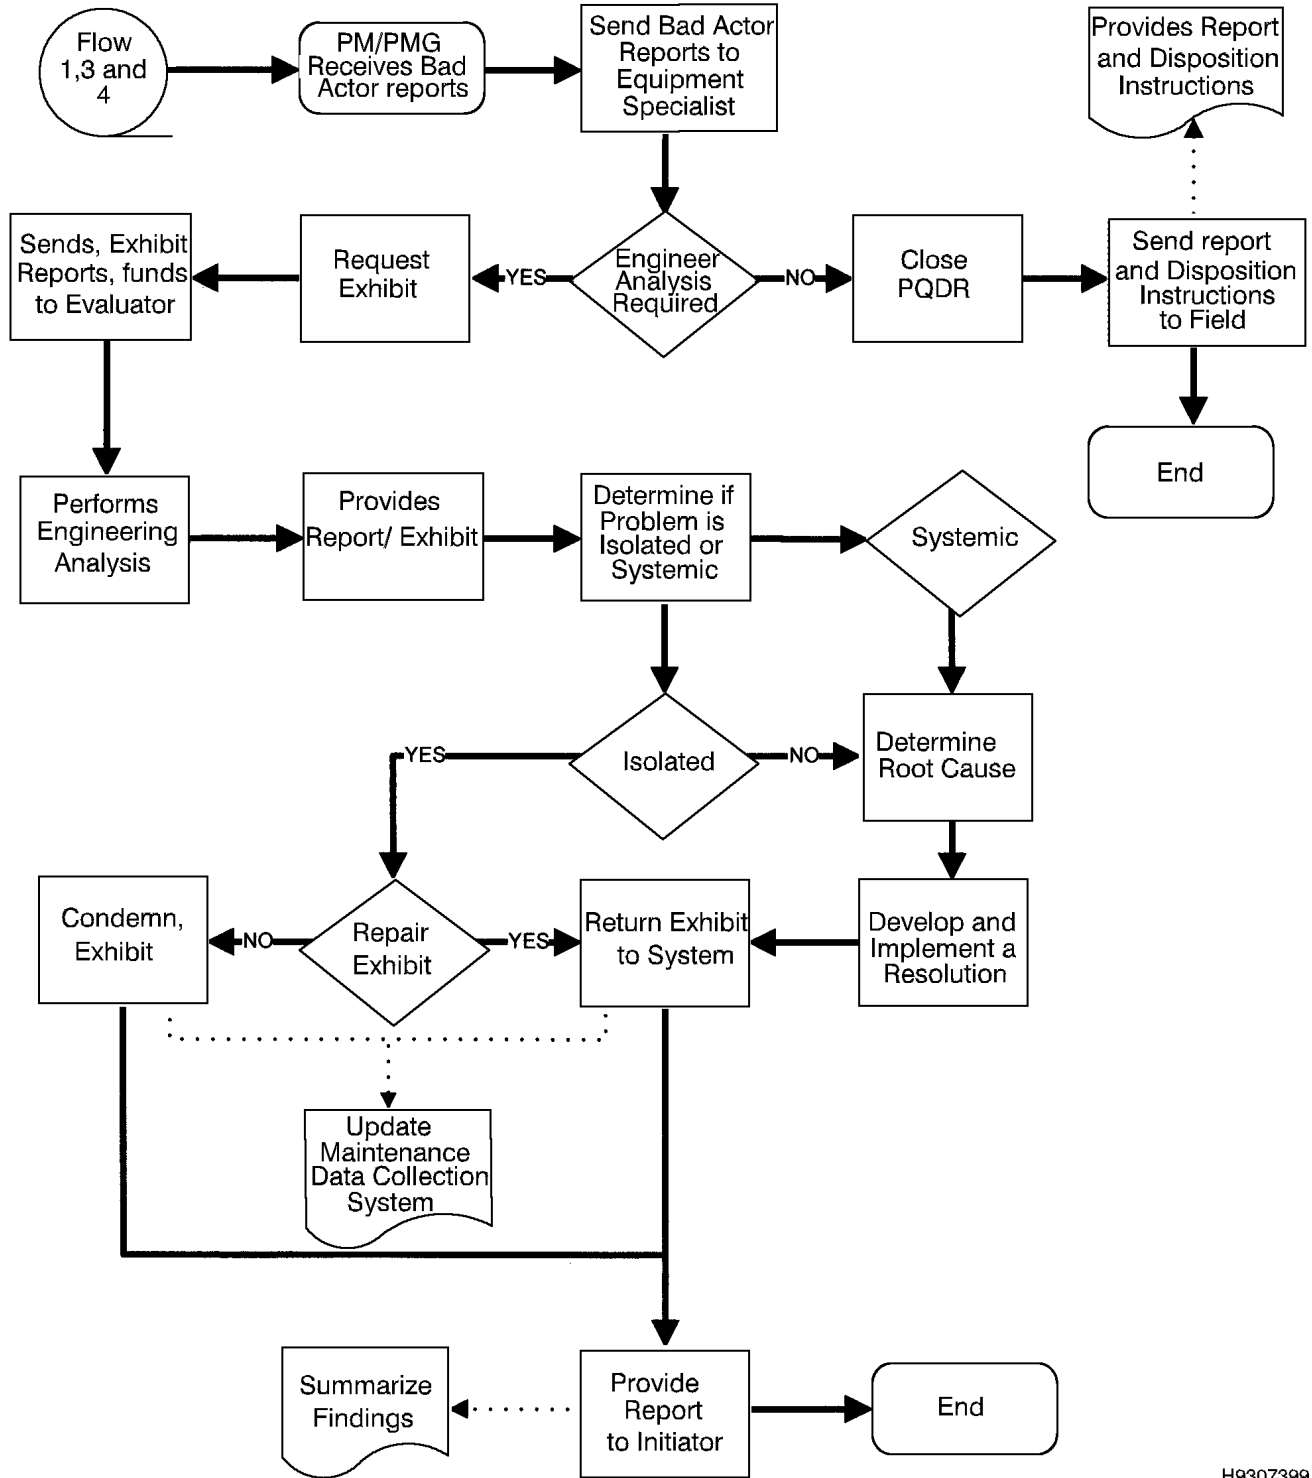 Flow
1,3 and
4
PM/PMG
Receives Bad
Actor reports
Send Bad Actor
Reports to
Equipment
Specialist
Provides Report
and Disposition
Instructions
Sends, Exhibit
Reports, funds
to Evaluator
Request
Exhibit
YES
Engineer
Analysis
Required
NO
Close
PQDR
Send report
and Disposition
Instructions
to Field
End
Performs
Engineering
Analysis
Provides
Report/ Exhibit
Determine if
Problem is
Isolated or
Systemic
Systemic
YES
Isolated
NO
Determine
Root Cause
Condemn,
Exhibit
NO
Repair
Exhibit
YES
Return Exhibit
to System
Develop and
Implement a
Resolution
Update
Maintenance
Data Collection
System
Summarize
Findings
Provide
Report
to Initiator
End
H9307399